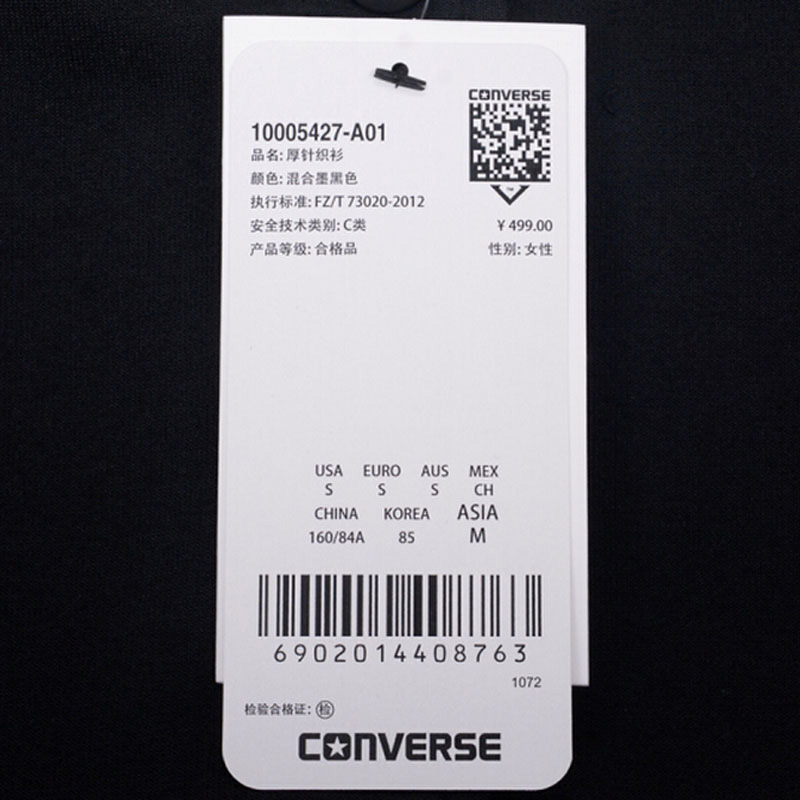 CONVERSE
10005427-A01
品名: 厚针织衫
颜色: 混合墨黑色
执行标准: FZ/T 73020-2012
安全技术类别: C类
¥ 499.00
产品等级: 合格品
性别: 女性
USA EURO AUS MEX
S S S CH
CHINA KOREA ASIA
160/84A 85 M
6902014408763
1072
检验合格证: 检
CONVERSE